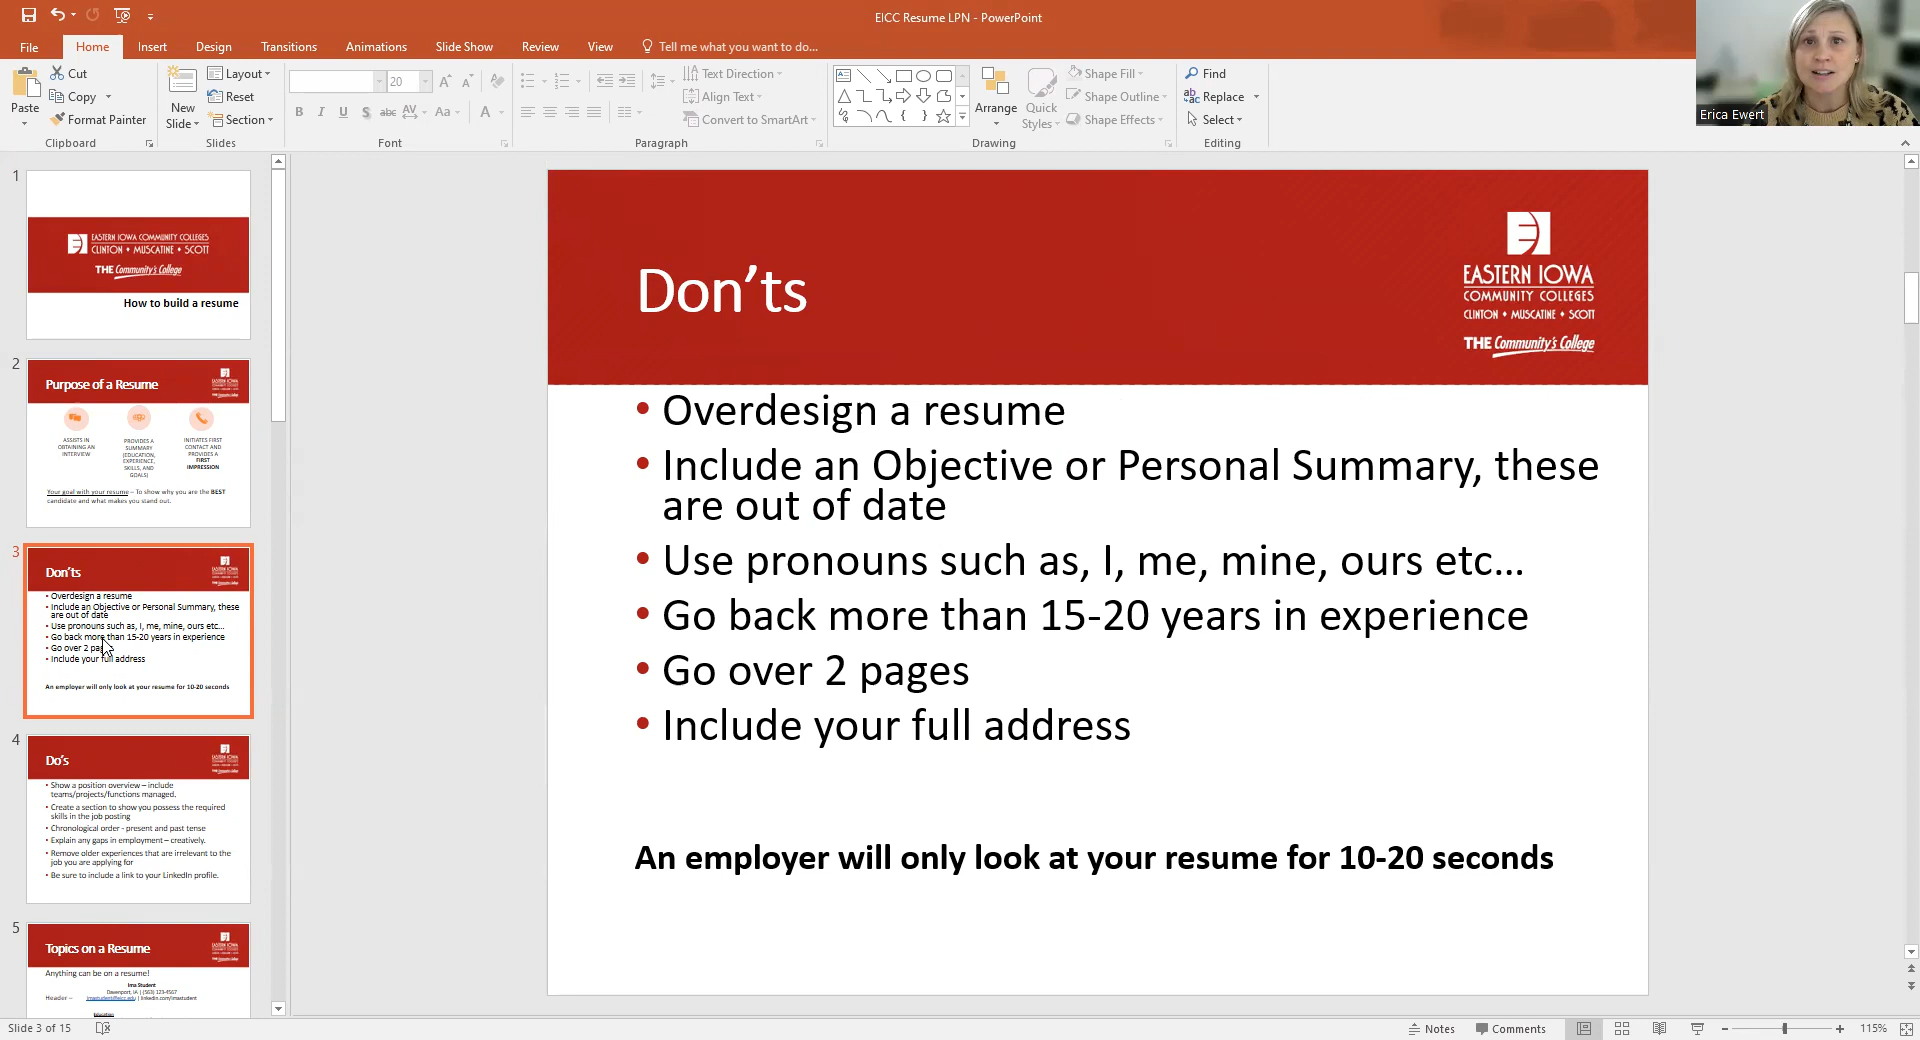 EICC Resume LPN - PowerPoint
File Home Insert Design Transitions Animations Slide Show Review View Tell me what you want to do...
Paste
Cut
Copy
Format Painter
Clipboard
New
Slide
Layout
Reset
Section
Slides
20
B I U S abc AV Aa A
Font
Text Direction
Align Text
Convert to SmartArt
Paragraph
Arrange
Quick
Styles
Shape Fill
Shape Outline
Shape Effects
Drawing
Find
Replace
Select
Editing
Erica Ewert
1
EASTERN IOWA COMMUNITY COLLEGES
CLINTON • MUSCATINE • SCOTT
THE Community's College
How to build a resume
2
Purpose of a Resume
ASSISTS IN
OBTAINING AN
INTERVIEW
PROVIDES A
SUMMARY
(EDUCATION,
EXPERIENCE,
SKILLS, AND
GOALS)
INITIATES FIRST
CONTACT AND
PROVIDES A
FIRST
IMPRESSION
Your goal with your resume – To show why you are the BEST
candidate and what makes you stand out.
3
Don'ts
• Overdesign a resume
• Include an Objective or Personal Summary, these
are out of date
• Use pronouns such as, I, me, mine, ours etc...
• Go back more than 15-20 years in experience
• Go over 2 pages
• Include your full address
An employer will only look at your resume for 10-20 seconds
4
Do's
• Show a position overview – include
teams/projects/functions managed.
• Create a section to show you possess the required
skills in the job posting
• Chronological order - present and past tense
• Explain any gaps in employment – creatively.
• Remove older experiences that are irrelevant to the
job you are applying for
• Be sure to include a link to your LinkedIn profile.
5
Topics on a Resume
Anything can be on a resume!
Ima Student
Davenport, IA | (563) 123-4567
Header – imastudent@eicc.edu | linkedin.com/imastudent
Education
Don'ts
EASTERN IOWA
COMMUNITY COLLEGES
CLINTON • MUSCATINE • SCOTT
THE Community's College
• Overdesign a resume
• Include an Objective or Personal Summary, these
are out of date
• Use pronouns such as, I, me, mine, ours etc...
• Go back more than 15-20 years in experience
• Go over 2 pages
• Include your full address
An employer will only look at your resume for 10-20 seconds
Slide 3 of 15
Notes
Comments
115%